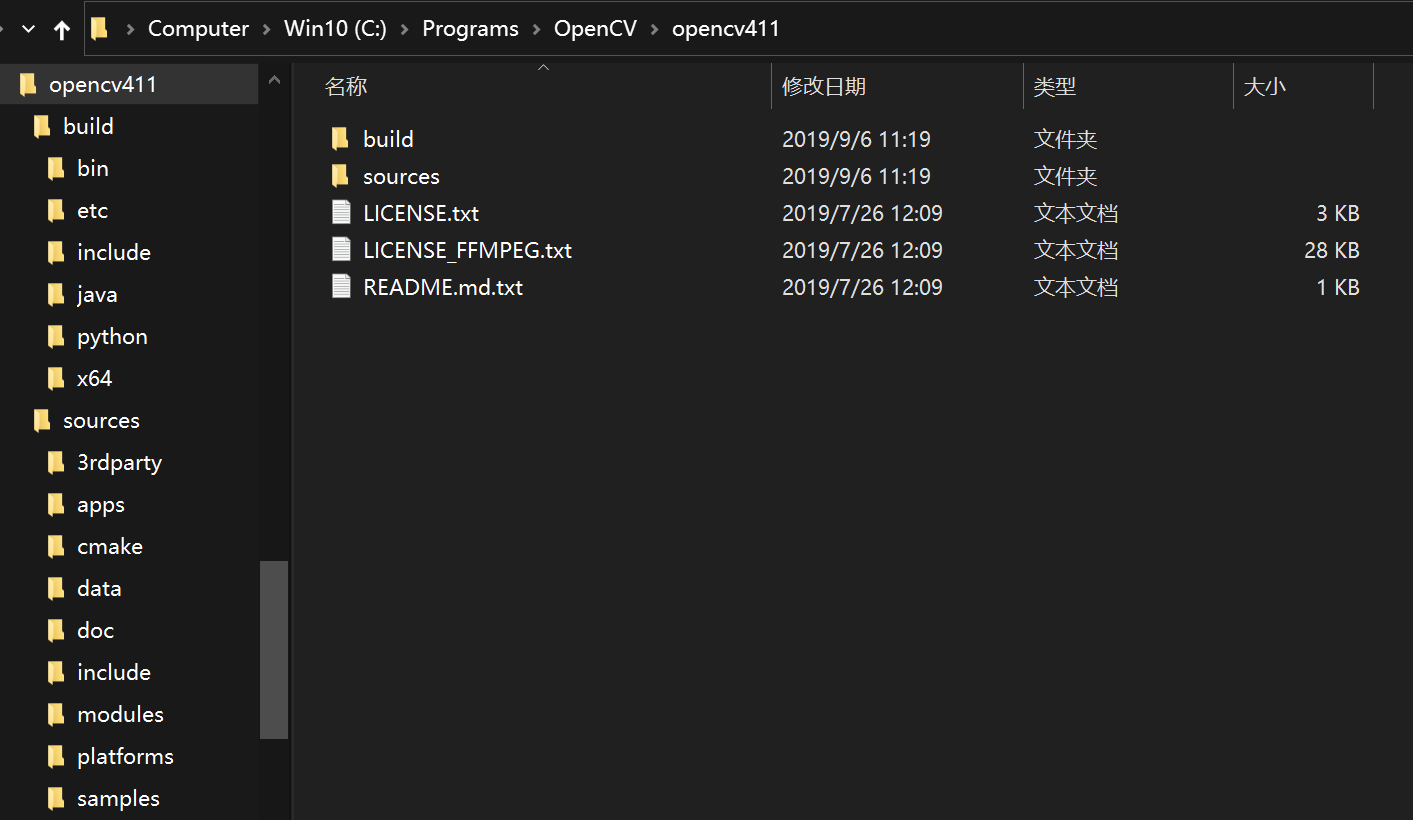 Computer > Win10 (C:) > Programs > OpenCV > opencv411
opencv411
build
bin
etc
include
java
python
x64
sources
3rdparty
apps
cmake
data
doc
include
modules
platforms
samples
名称 修改日期 类型 大小
build 2019/9/6 11:19 文件夹
sources 2019/9/6 11:19 文件夹
LICENSE.txt 2019/7/26 12:09 文本文档 3 KB
LICENSE_FFMPEG.txt 2019/7/26 12:09 文本文档 28 KB
README.md.txt 2019/7/26 12:09 文本文档 1 KB